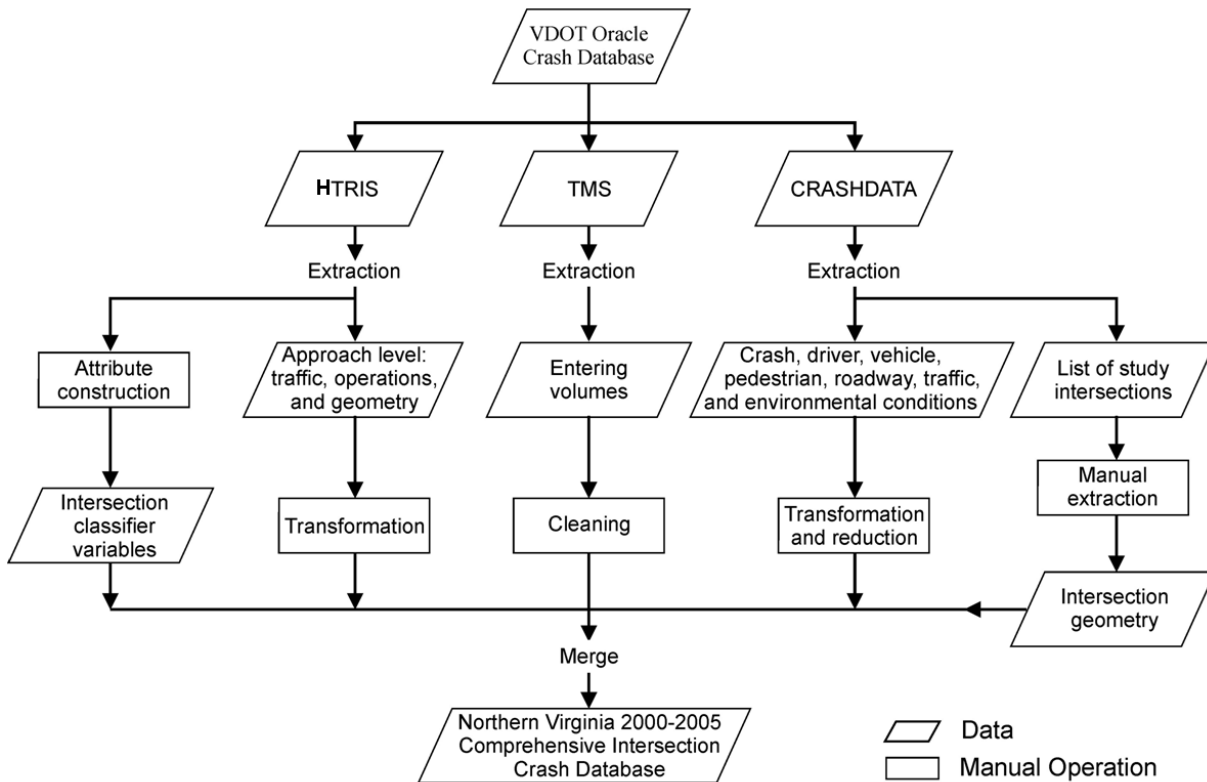 VDOT Oracle
Crash Database
HTRIS
TMS
CRASHDATA
Extraction
Extraction
Extraction
Attribute
construction
Approach level:
traffic, operations,
and geometry
Entering
volumes
Crash, driver, vehicle,
pedestrian, roadway, traffic,
and environmental conditions
List of study
intersections
Intersection
classifier
variables
Transformation
Cleaning
Transformation
and reduction
Manual
extraction
Intersection
geometry
Merge
Northern Virginia 2000-2005
Comprehensive Intersection
Crash Database
Data
Manual Operation